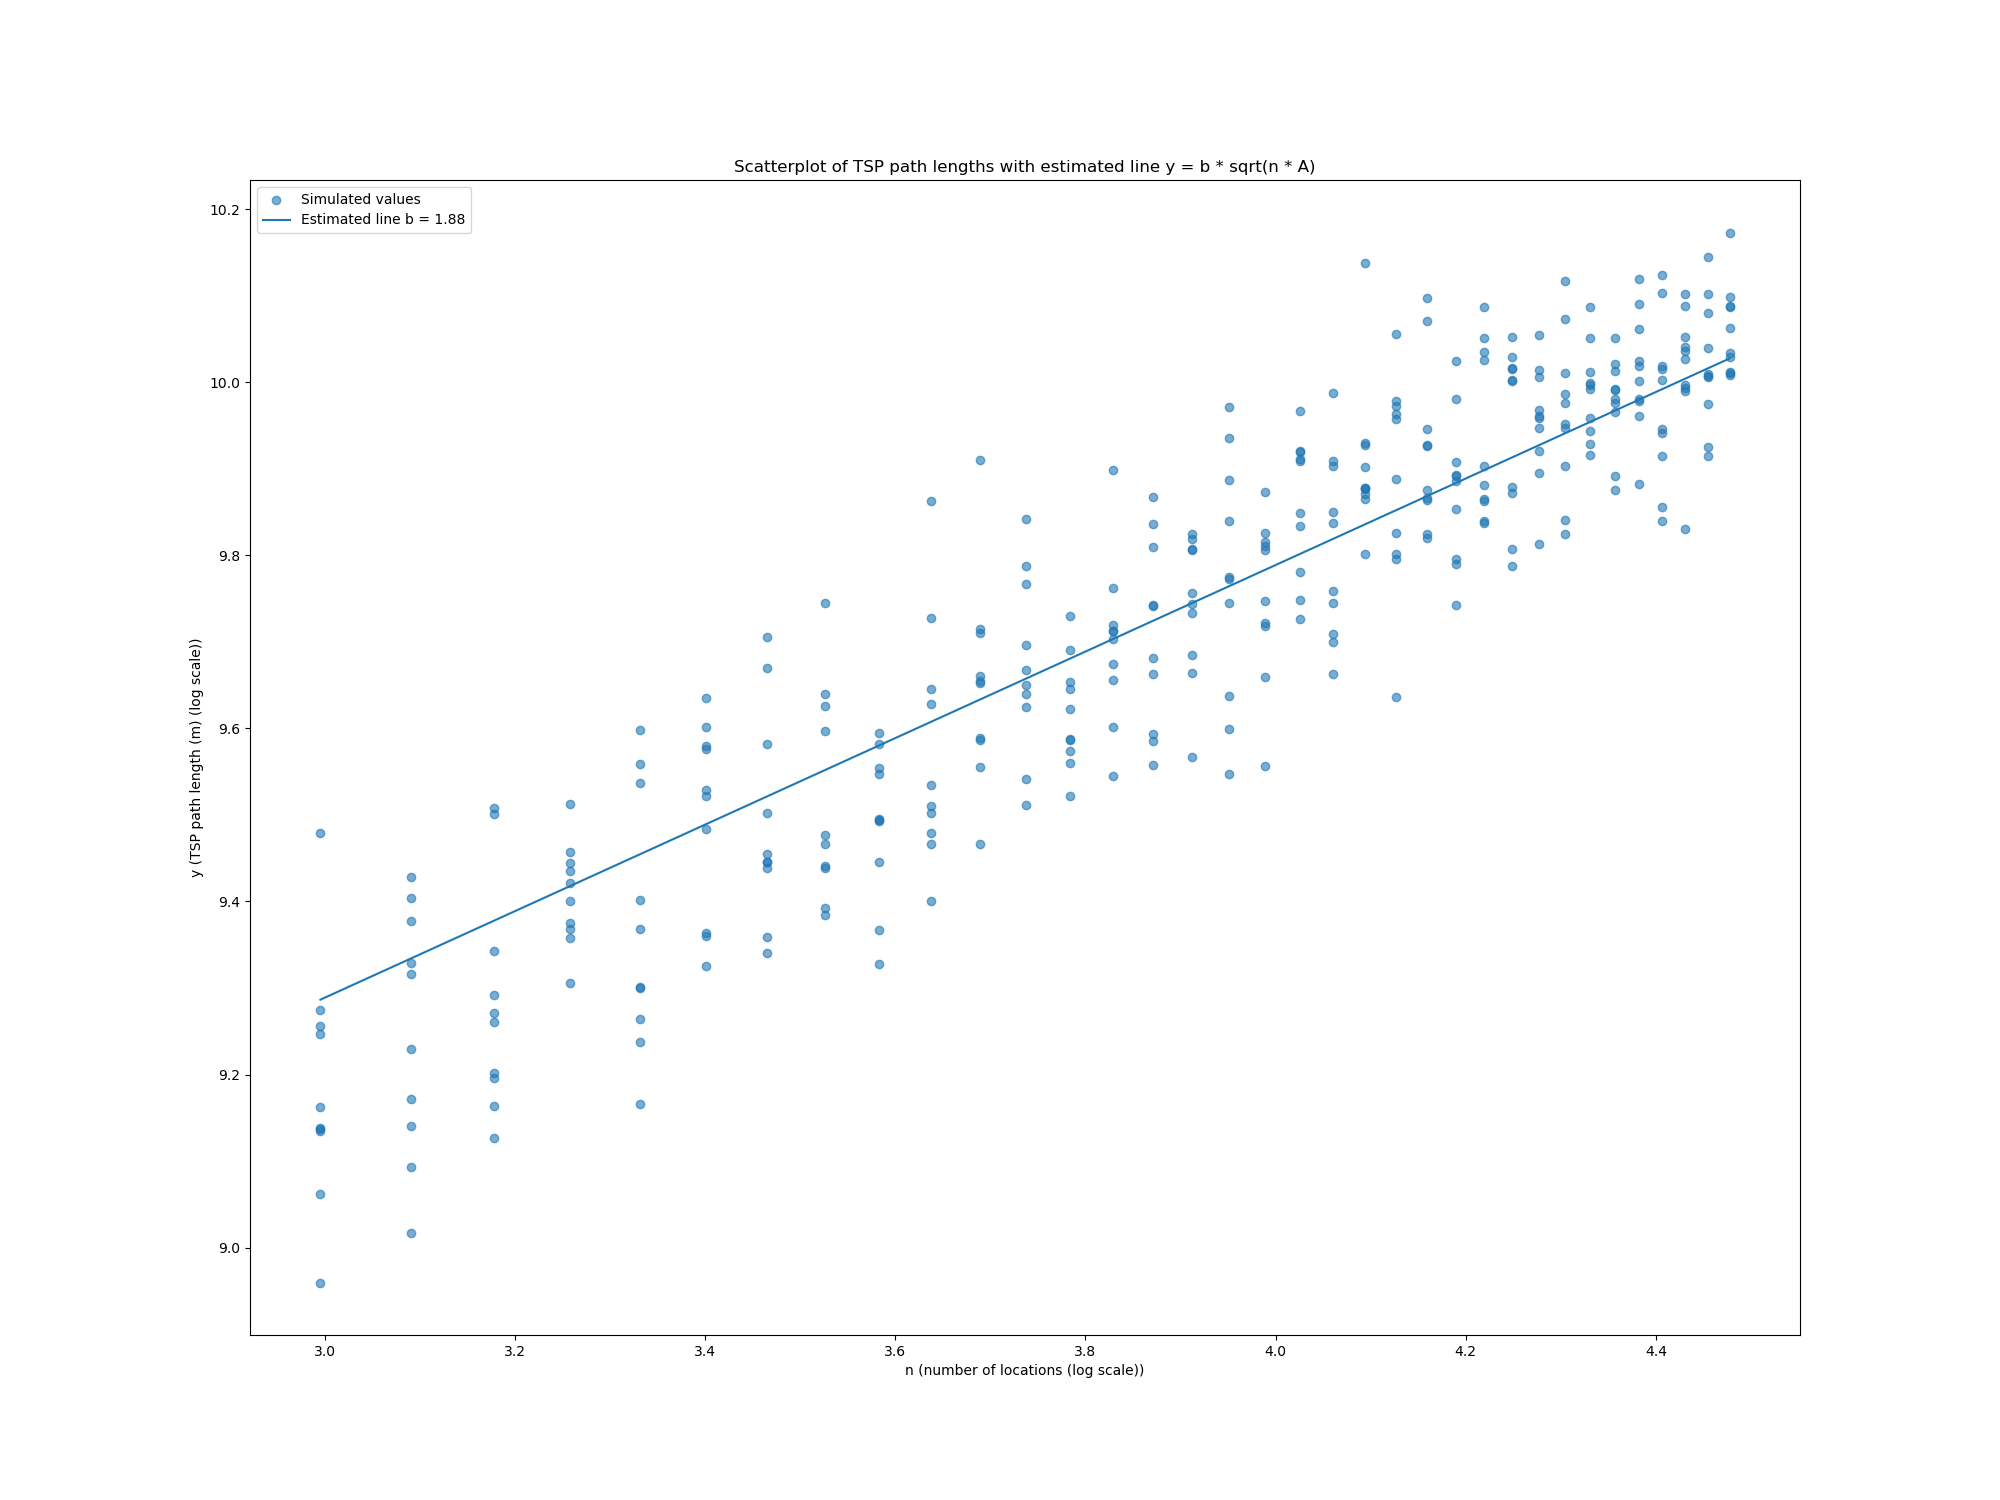 Scatterplot of TSP path lengths with estimated line y = b * sqrt(n * A)
Simulated values
Estimated line b = 1.88
10.2
10.0
9.8
9.6
9.4
9.2
9.0
y (TSP path length (m) (log scale))
3.0 3.2 3.4 3.6 3.8 4.0 4.2 4.4
n (number of locations (log scale))